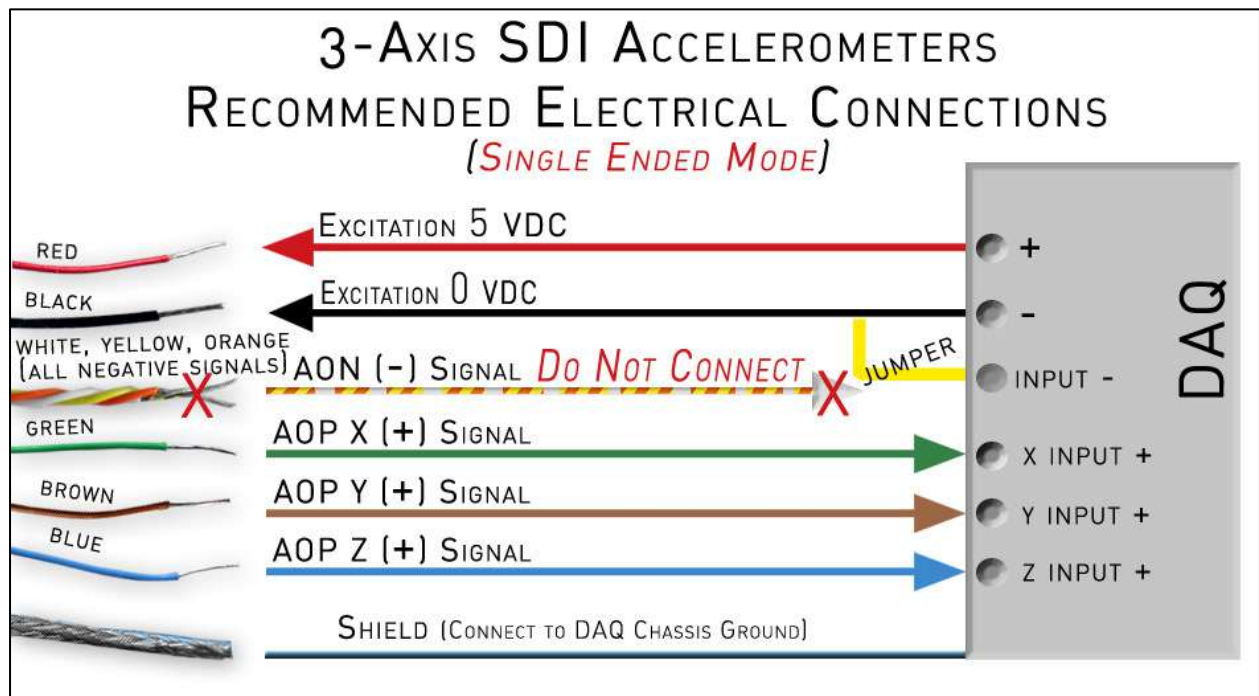 3-Axis SDI Accelerometers
Recommended Electrical Connections
(Single Ended Mode)
RED
Excitation 5 VDC
+
BLACK
Excitation 0 VDC
-
WHITE, YELLOW, ORANGE
(ALL NEGATIVE SIGNALS)
X
AON (-) Signal Do Not Connect
X
JUMPER
INPUT -
GREEN
AOP X (+) Signal
X INPUT +
BROWN
AOP Y (+) Signal
Y INPUT +
BLUE
AOP Z (+) Signal
Z INPUT +
Shield (Connect to DAQ Chassis Ground)
DAQ